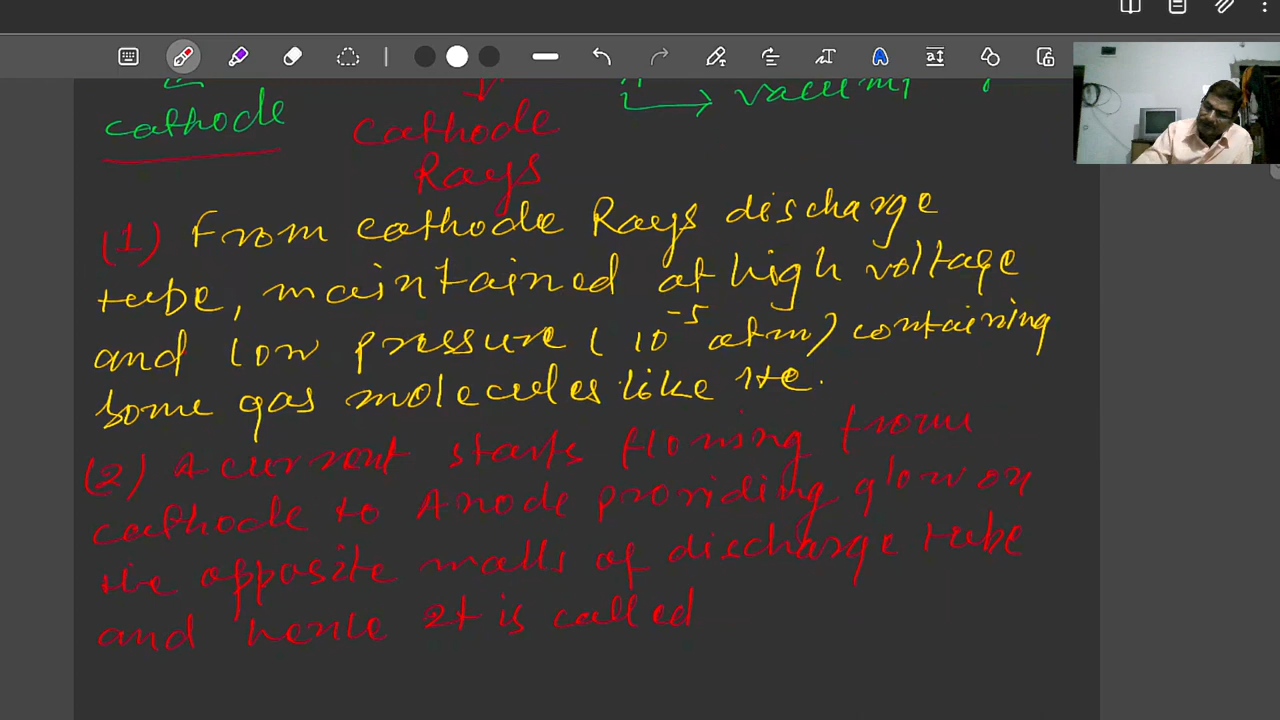 cathode
Cathode
Rays
vacuum
(1) From cathode Rays discharge
tube, maintained at high voltage
and low pressure (10⁻⁵ atm) containing
some gas molecules like He.
(2) A current starts flowing from
cathode to Anode providing glow on
the opposite walls of discharge tube
and hence It is called